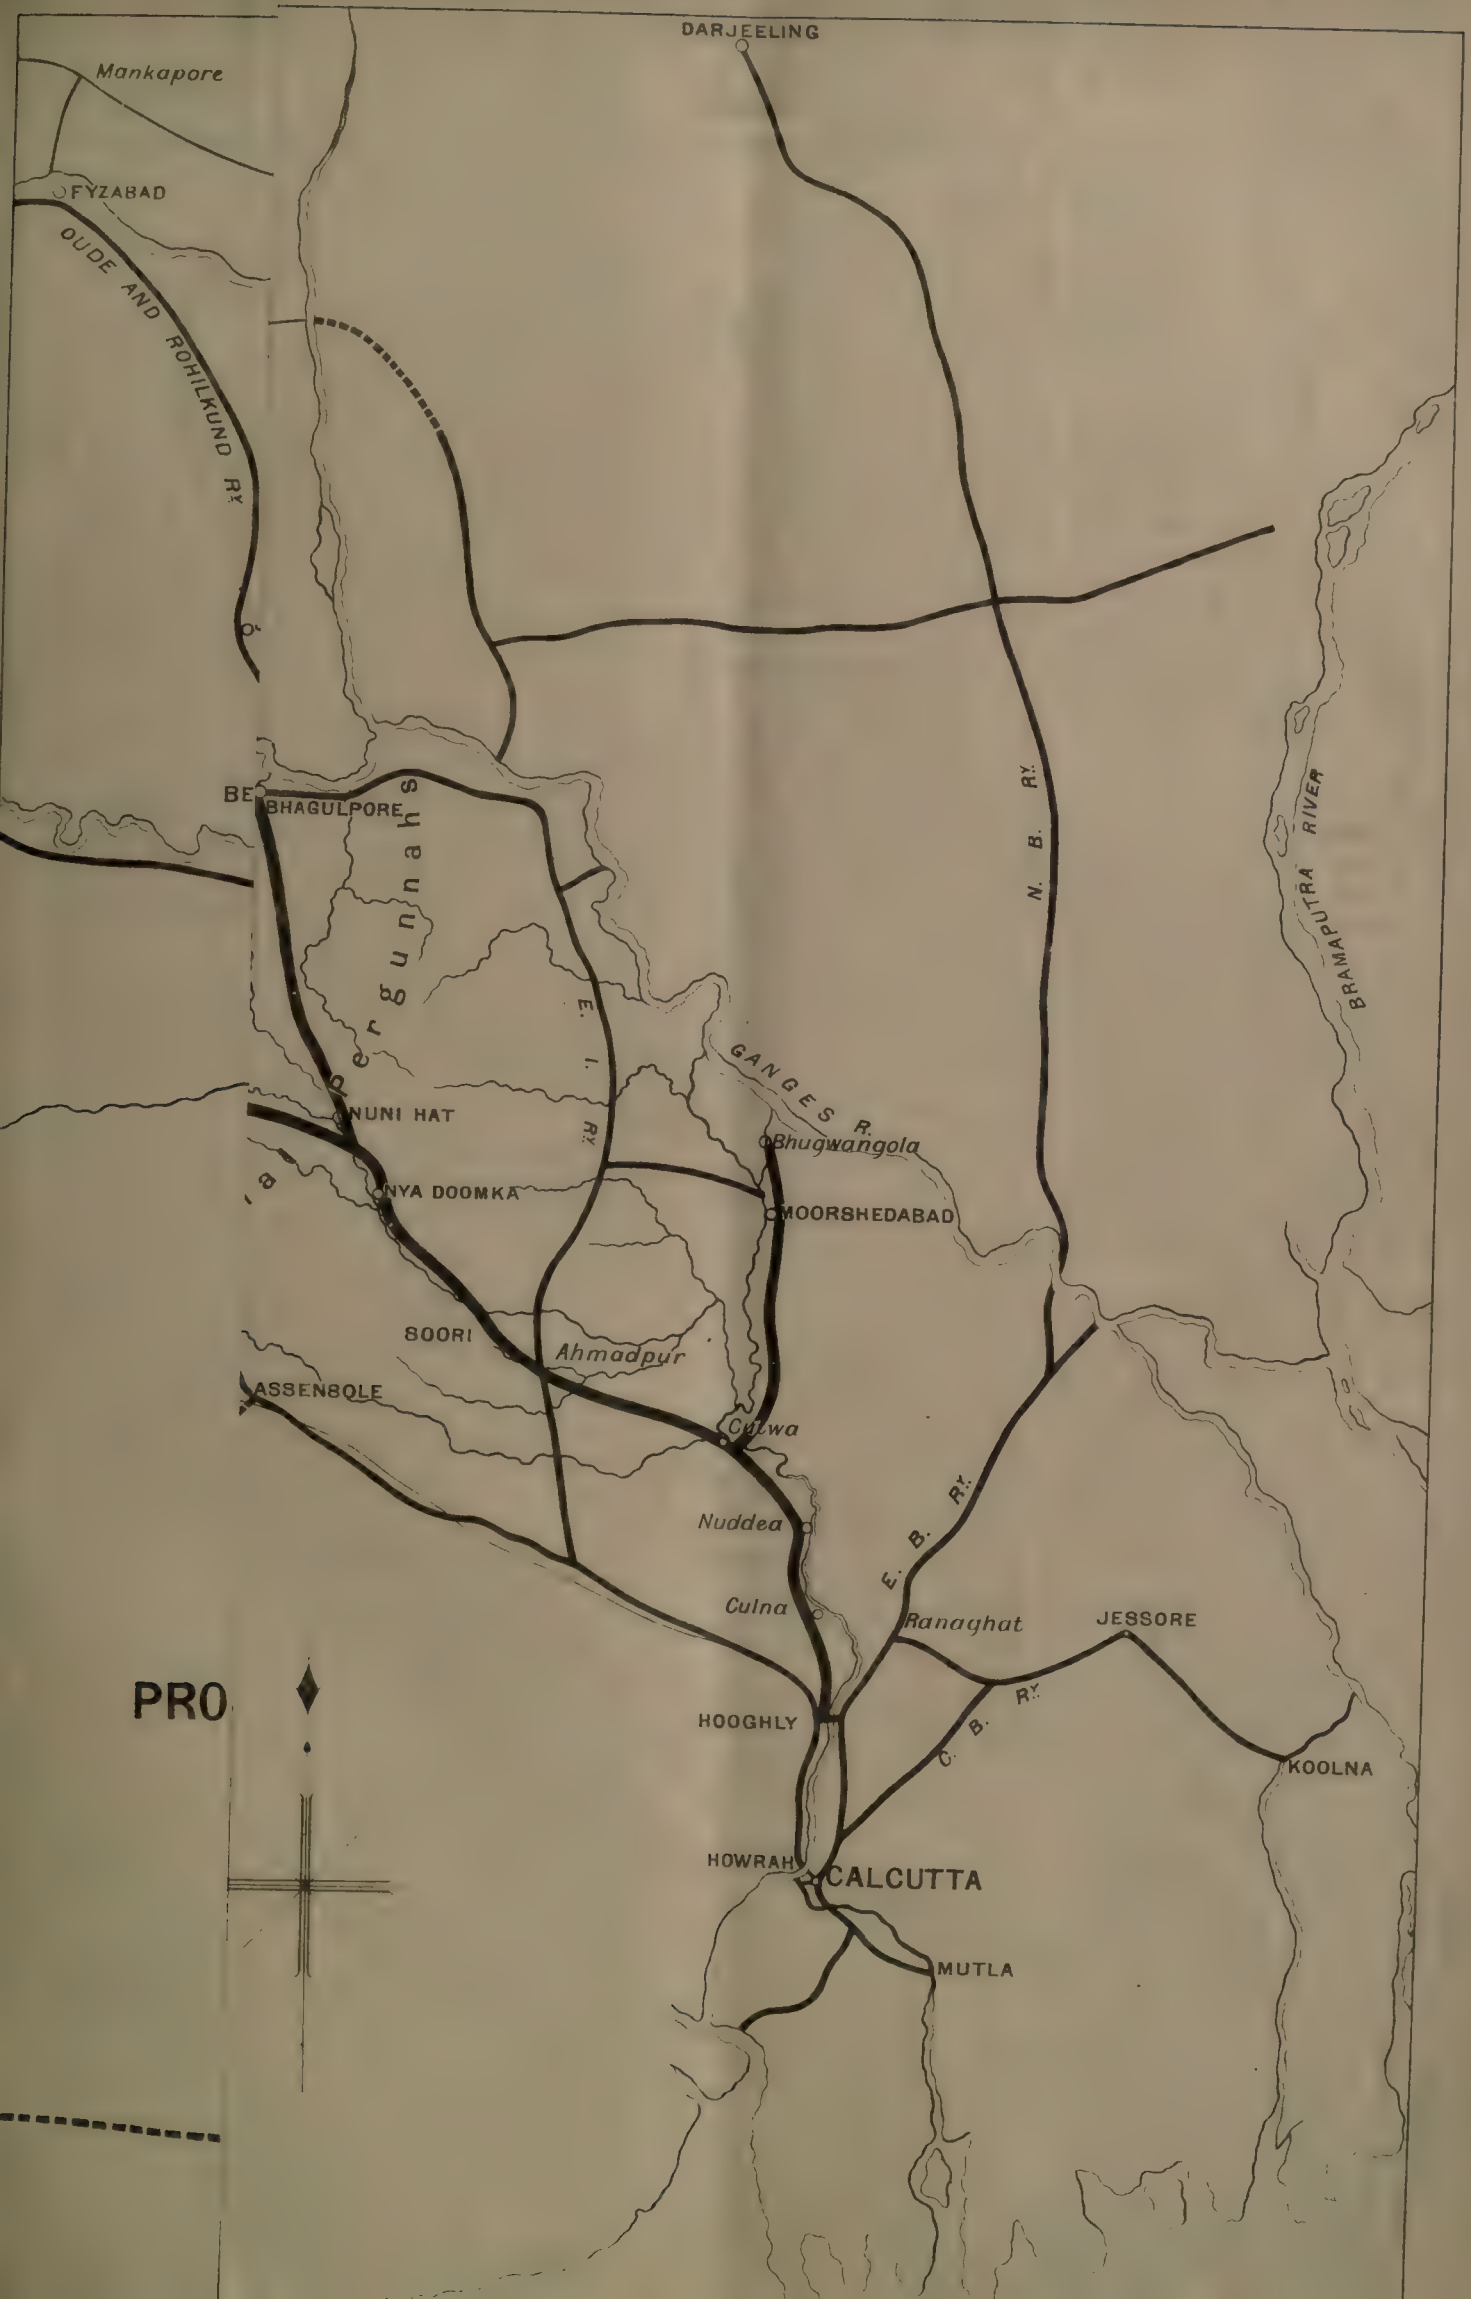 DARJEELING
Mankapore
FYZABAD
OUDE AND ROHILKUND RY.
N. B. RY.
BRAMAPUTRA RIVER
BE
BHAGULPORE
Pergunnahs
E. I. RY.
GANGES R.
NUNI HAT
Bhugwangola
NYA DOOMKA
MOORSHEDABAD
SOORI
Ahmadpur
ASSENSOLE
Cutwa
Nuddea
E. B. RY.
Culna
Ranaghat
JESSORE
PRO
HOOGHLY
C. B. RY.
KOOLNA
HOWRAH
CALCUTTA
MUTLA